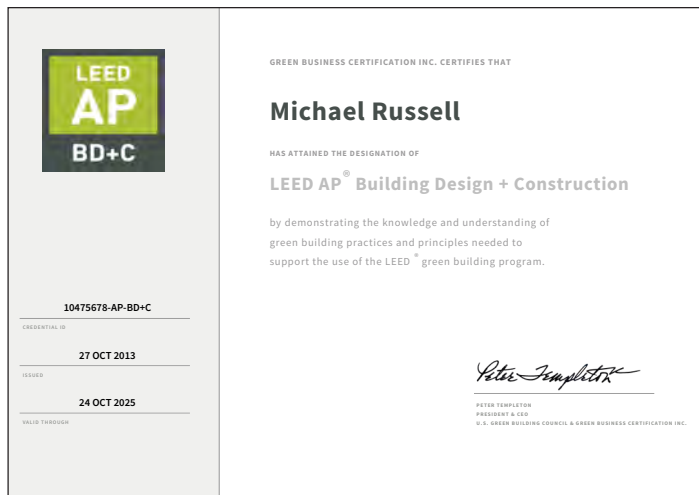 LEED
AP
BD+C
10475678-AP-BD+C
CREDENTIAL ID
27 OCT 2013
ISSUED
24 OCT 2025
VALID THROUGH
GREEN BUSINESS CERTIFICATION INC. CERTIFIES THAT
Michael Russell
HAS ATTAINED THE DESIGNATION OF
LEED AP® Building Design + Construction
by demonstrating the knowledge and understanding of
green building practices and principles needed to
support the use of the LEED ® green building program.
Peter Templeton
PETER TEMPLETON
PRESIDENT & CEO
U.S. GREEN BUILDING COUNCIL & GREEN BUSINESS CERTIFICATION INC.